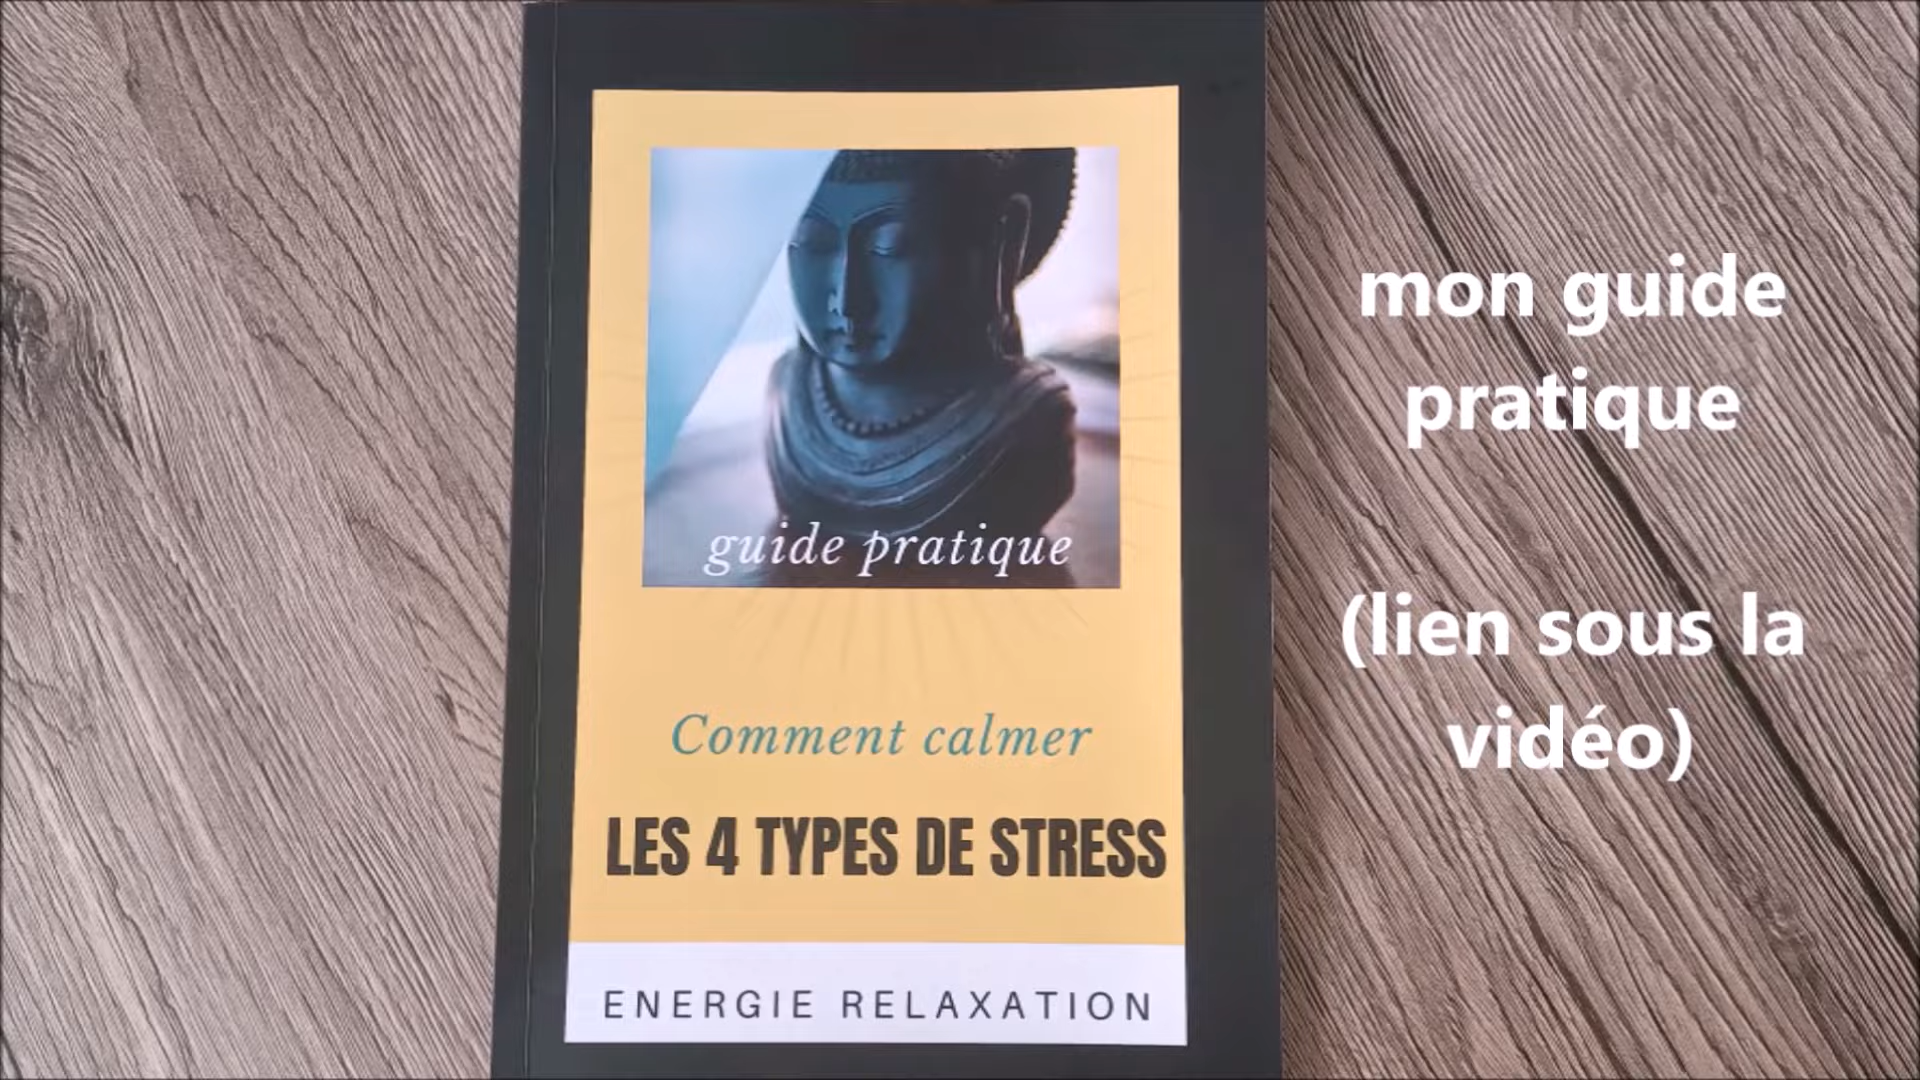 guide pratique
Comment calmer
LES 4 TYPES DE STRESS
ENERGIE RELAXATION
mon guide
pratique
(lien sous la
vidéo)